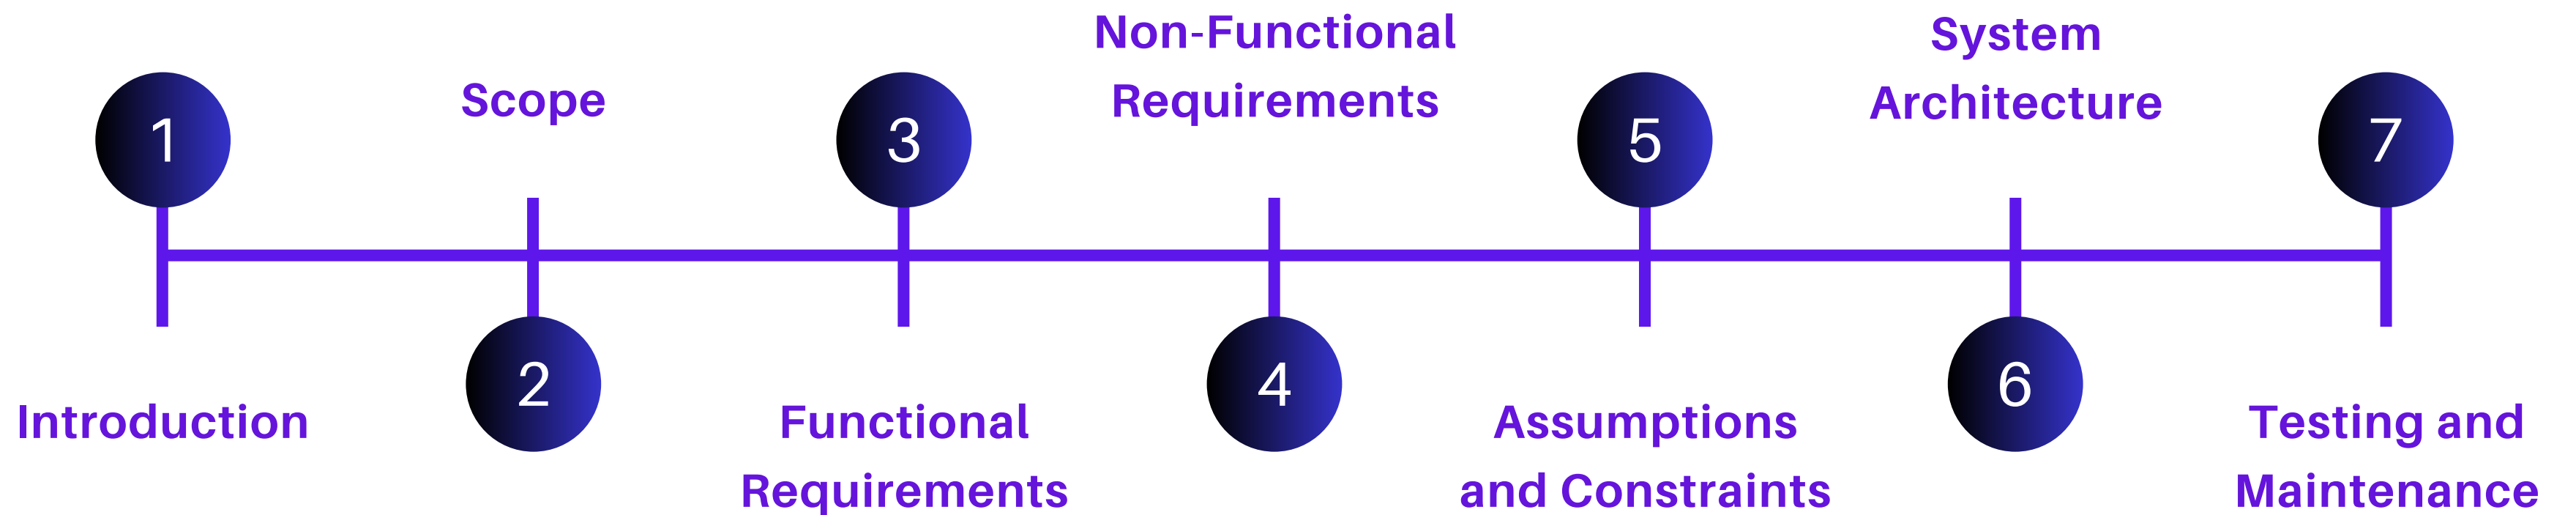 1
Introduction
Scope
2
3
Functional
Requirements
Non-Functional
Requirements
4
5
Assumptions
and Constraints
System
Architecture
6
7
Testing and
Maintenance